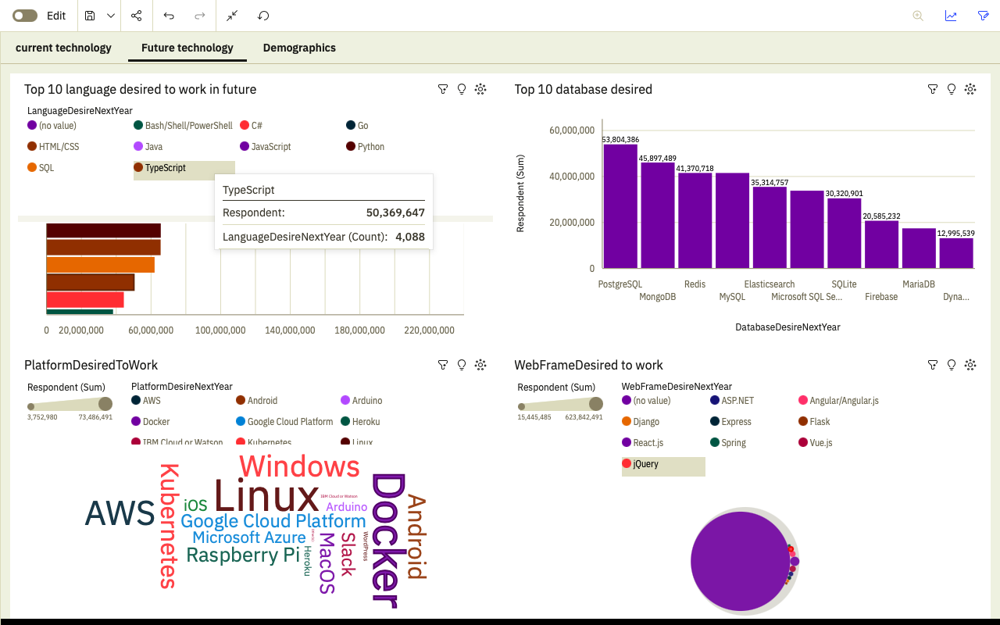 Edit
current technology
Future technology
Demographics
Top 10 language desired to work in future
LanguageDesireNextYear
(no value)
Bash/Shell/PowerShell
C#
Go
HTML/CSS
Java
JavaScript
Python
SQL
TypeScript
TypeScript
Respondent: 50,369,647
LanguageDesireNextYear (Count): 4,088
0 20,000,000 60,000,000 100,000,000 140,000,000 180,000,000 220,000,000
Top 10 database desired
Respondent (Sum)
60,000,000
40,000,000
20,000,000
0
53,804,386
45,897,489
41,370,718
35,314,757
30,320,901
20,585,232
12,995,539
PostgreSQL
MongoDB
Redis
MySQL
Elasticsearch
Microsoft SQL Se...
SQLite
Firebase
MariaDB
Dyna...
DatabaseDesireNextYear
PlatformDesiredToWork
Respondent (Sum)
3,752,980 73,486,491
PlatformDesireNextYear
AWS
Android
Arduino
Docker
Google Cloud Platform
Heroku
IBM Cloud or Watson
Kubernetes
Linux
Windows
Kubernetes
Linux
IBM Cloud or Watson
Docker
Android
AWS
iOS
Arduino
Google Cloud Platform
Microsoft Azure
MacOS
Slack
WordPress
Raspberry Pi
Heroku
WebFrameDesired to work
Respondent (Sum)
15,445,485 623,842,491
WebFrameDesireNextYear
(no value)
ASP.NET
Angular/Angular.js
Django
Express
Flask
React.js
Spring
Vue.js
jQuery